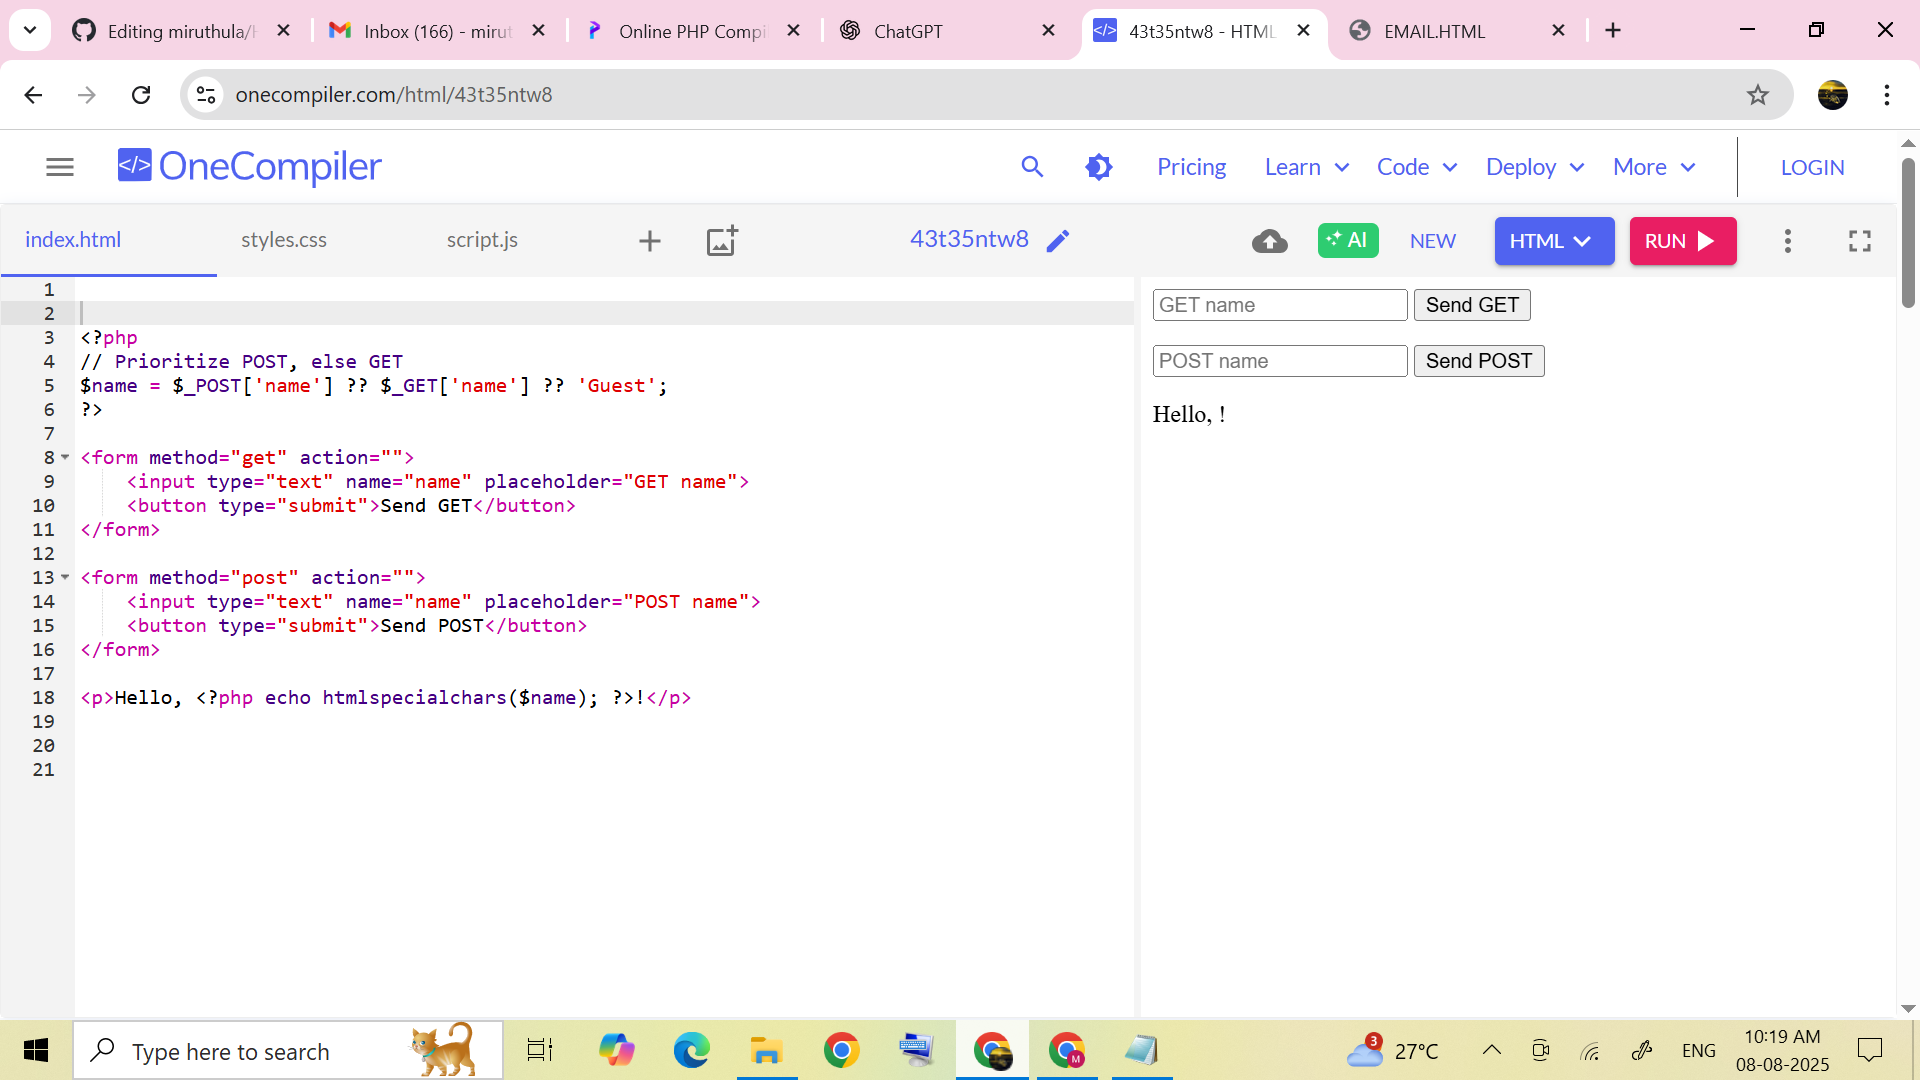 Editing miruthula/
Inbox (166) - mirut
Online PHP Compi
ChatGPT
43t35ntw8 - HTML
EMAIL.HTML
onecompiler.com/html/43t35ntw8
</> OneCompiler
Pricing
Learn
Code
Deploy
More
LOGIN
index.html
styles.css
script.js
43t35ntw8
AI
NEW
HTML
RUN
1
2
3 <?php
4 // Prioritize POST, else GET
5 $name = $_POST['name'] ?? $_GET['name'] ?? 'Guest';
6 ?>
7
8 <form method="get" action="">
9 <input type="text" name="name" placeholder="GET name">
10 <button type="submit">Send GET</button>
11 </form>
12
13 <form method="post" action="">
14 <input type="text" name="name" placeholder="POST name">
15 <button type="submit">Send POST</button>
16 </form>
17
18 <p>Hello, <?php echo htmlspecialchars($name); ?>!</p>
19
20
21
GET name Send GET
POST name Send POST
Hello, !
Type here to search
M
3
27°C
ENG
10:19 AM
08-08-2025